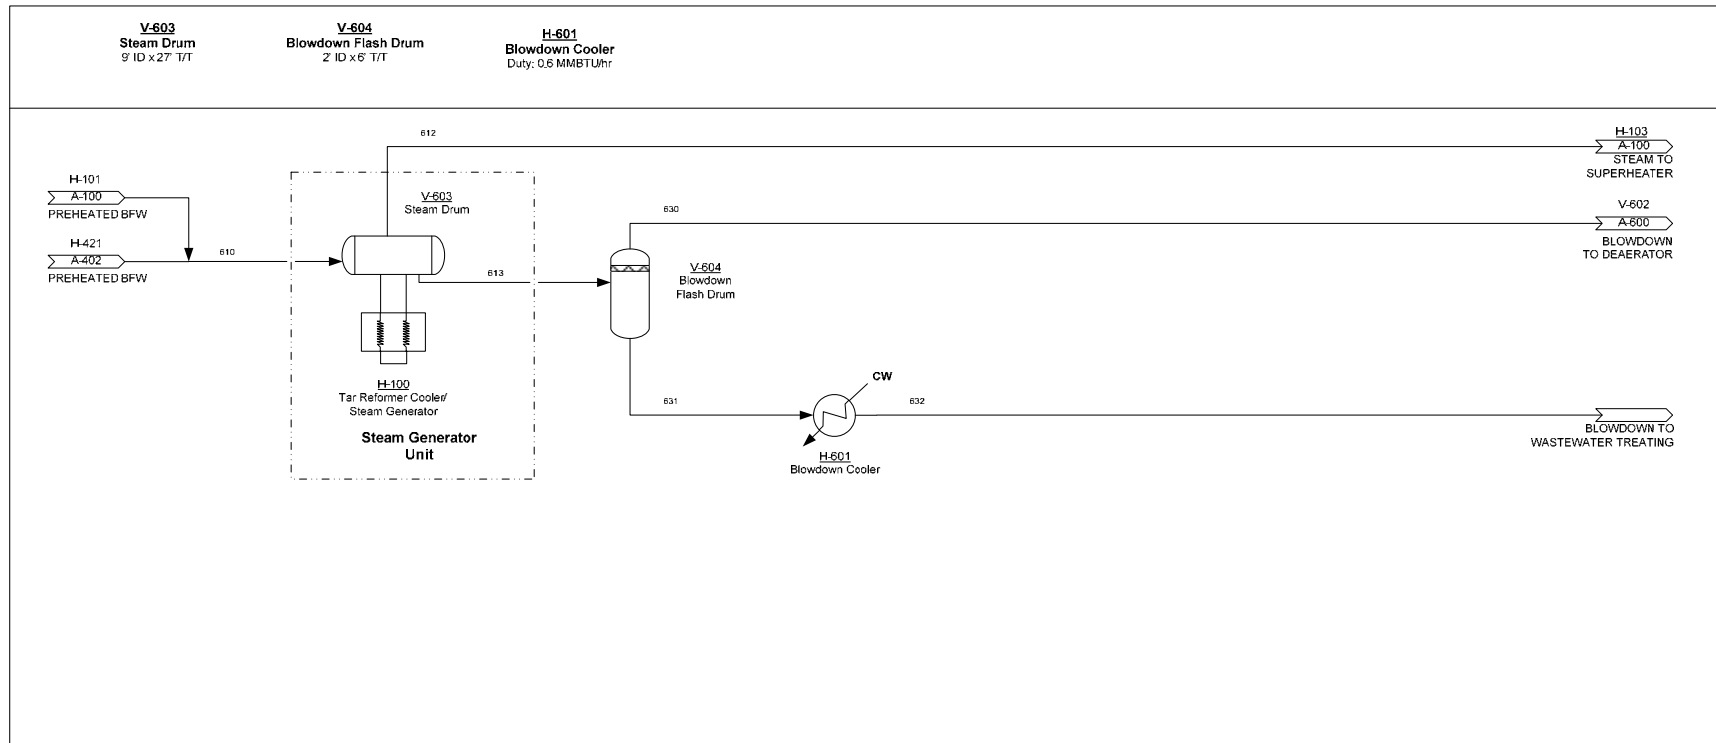 V-603
Steam Drum
9' ID x 27' T/T
V-604
Blowdown Flash Drum
2' ID x 6' T/T
H-601
Blowdown Cooler
Duty: 0.6 MMBTU/hr
612
H-103
A-100
STEAM TO
SUPERHEATER
H-101
A-100
PREHEATED BFW
V-603
Steam Drum
630
V-602
A-600
BLOWDOWN
TO DEAERATOR
H-421
A-402
PREHEATED BFW
610
613
V-604
Blowdown
Flash Drum
H-100
Tar Reformer Cooler/
Steam Generator
Steam Generator
Unit
CW
631
632
BLOWDOWN TO
WASTEWATER TREATING
H-601
Blowdown Cooler